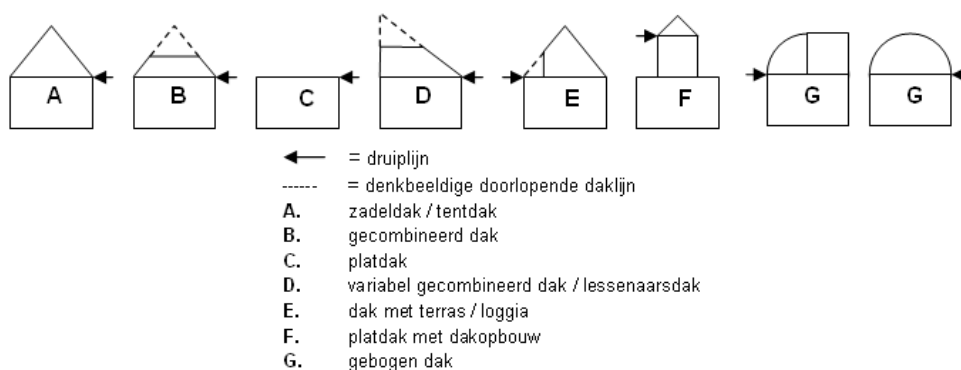 A B C D E F G G
= druiplijn
------ = denkbeeldige doorlopende daklijn
A. zadeldak / tentdak
B. gecombineerd dak
C. platdak
D. variabel gecombineerd dak / lessenaarsdak
E. dak met terras / loggia
F. platdak met dakopbouw
G. gebogen dak